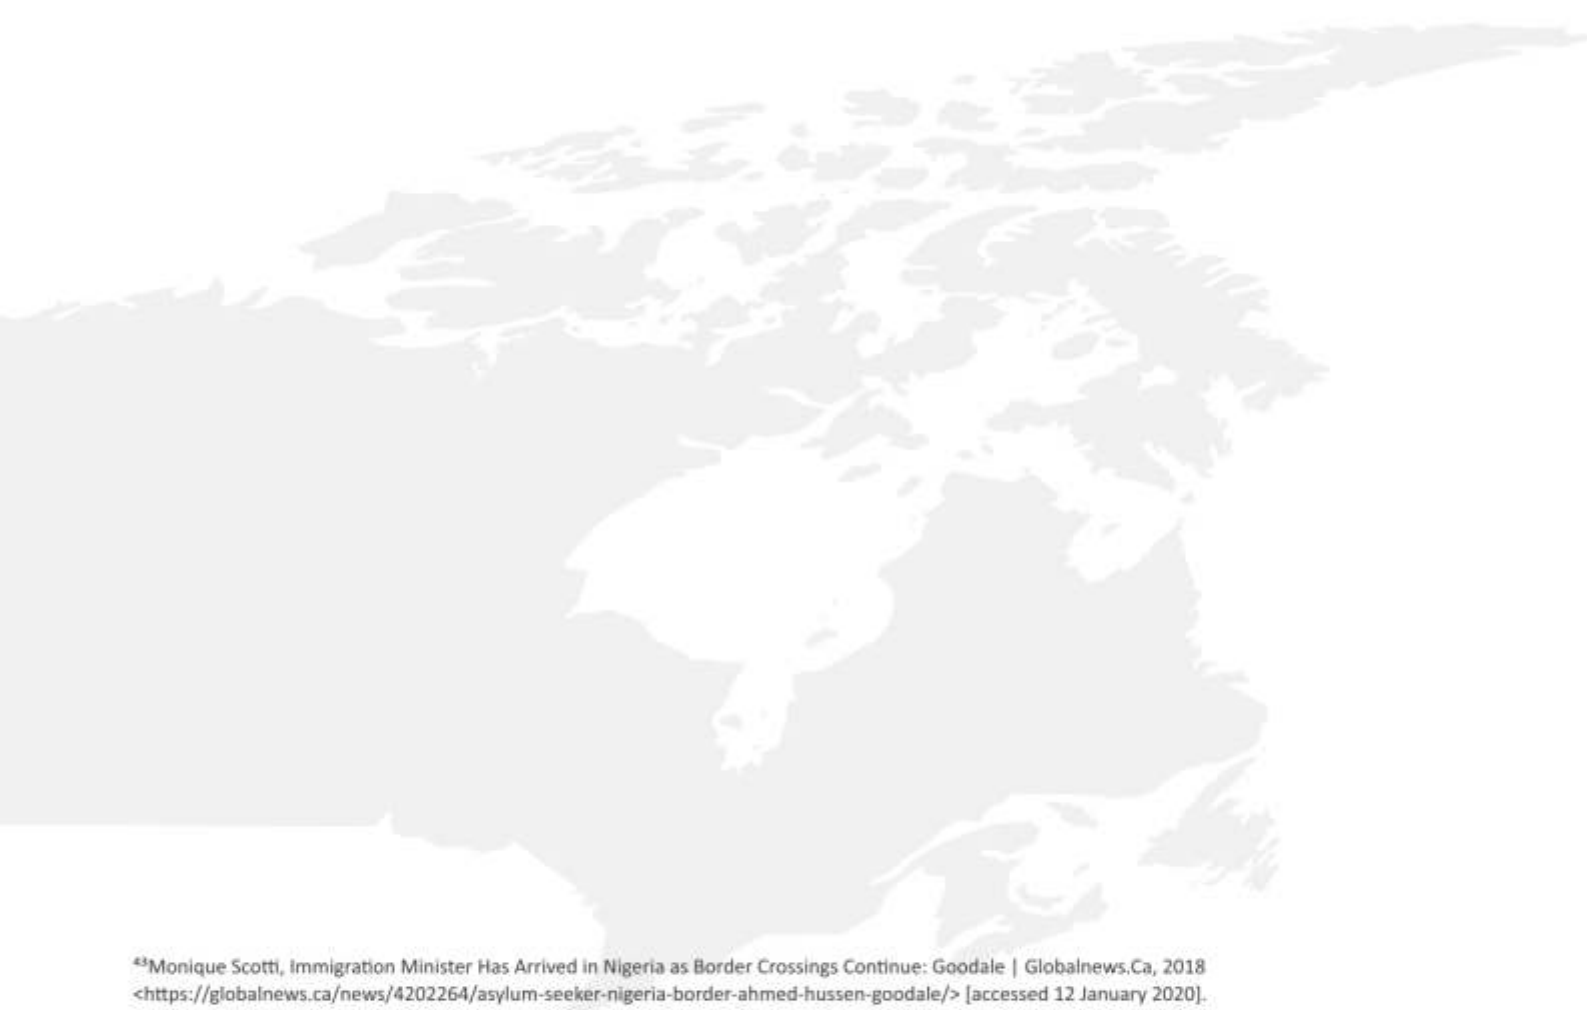 ⁴³Monique Scotti, Immigration Minister Has Arrived in Nigeria as Border Crossings Continue: Goodale | Globalnews.Ca, 2018
<https://globalnews.ca/news/4202264/asylum-seeker-nigeria-border-ahmed-hussen-goodale/> [accessed 12 January 2020].